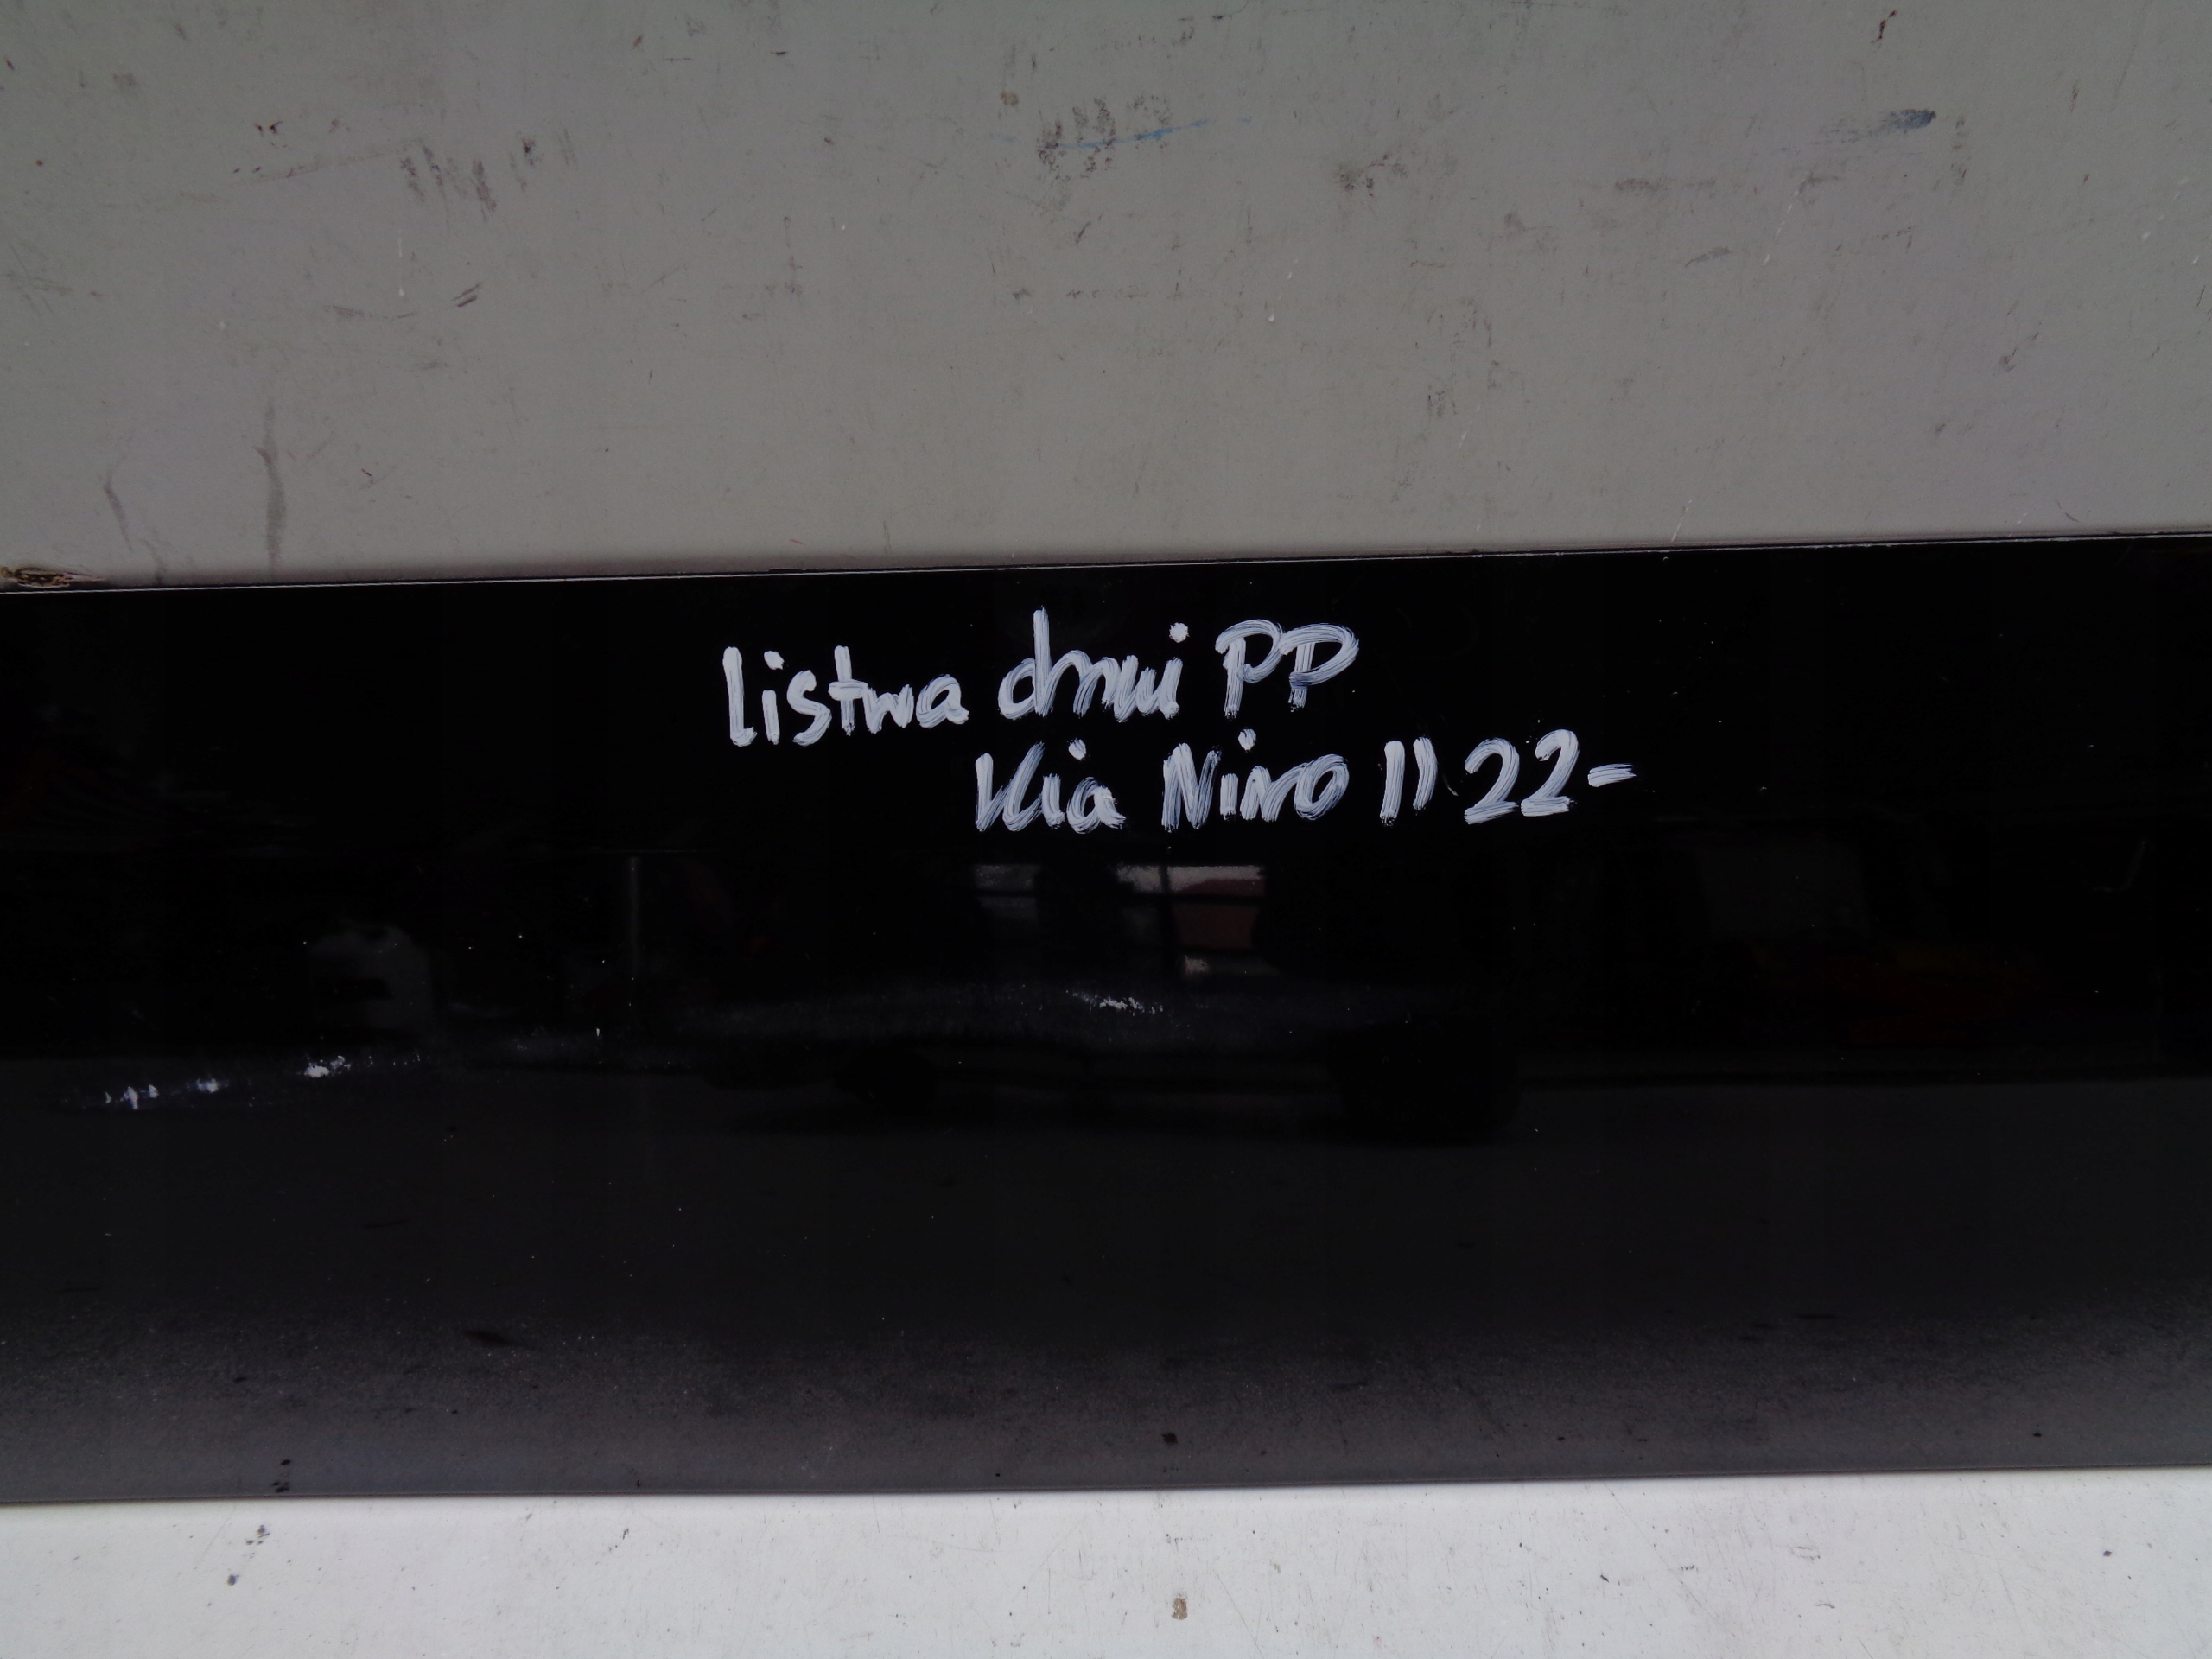 listwa drzwi PP
Kia Niro II 22-